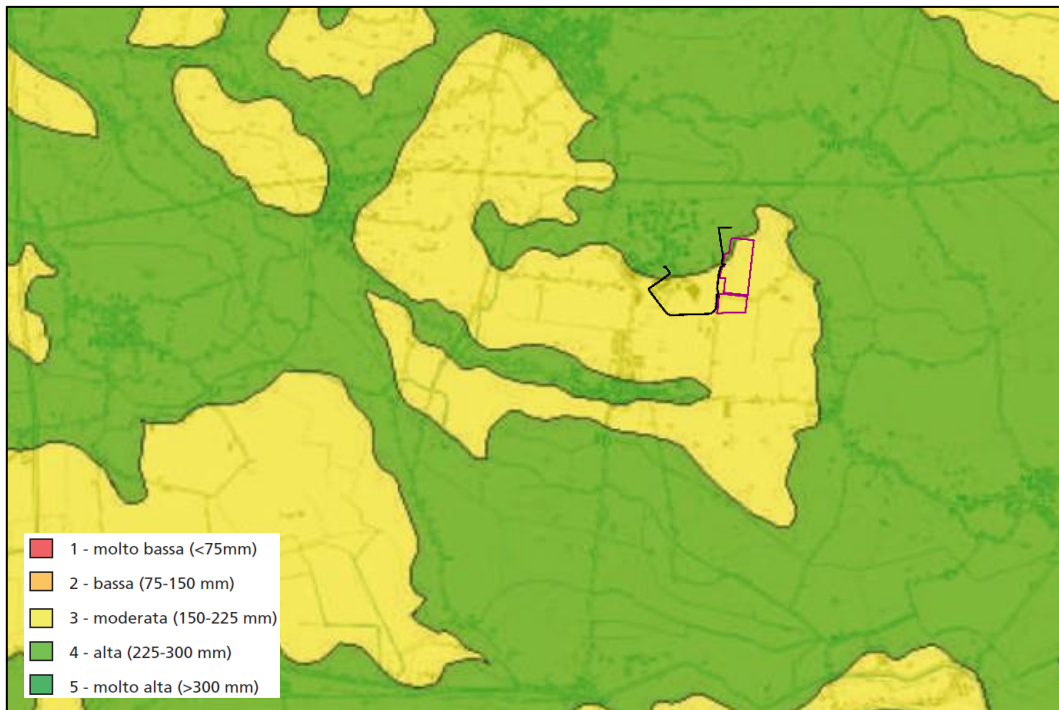 1 - molto bassa (<75mm)
2 - bassa (75-150 mm)
3 - moderata (150-225 mm)
4 - alta (225-300 mm)
5 - molto alta (>300 mm)